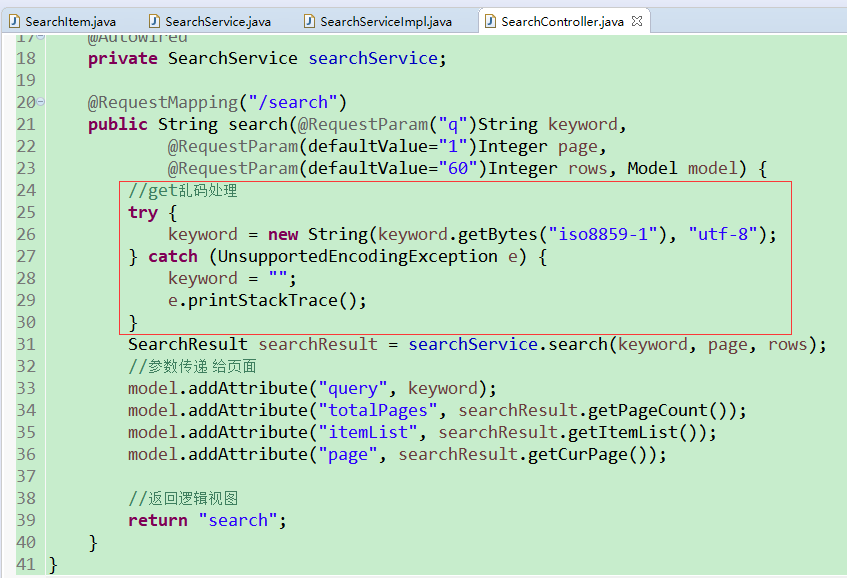 SearchItem.java SearchService.java SearchServiceImpl.java SearchController.java
17 @Autowired
18 private SearchService searchService;
19
20 @RequestMapping("/search")
21 public String search(@RequestParam("q")String keyword,
22 @RequestParam(defaultValue="1")Integer page,
23 @RequestParam(defaultValue="60")Integer rows, Model model) {
24 //get乱码处理
25 try {
26 keyword = new String(keyword.getBytes("iso8859-1"), "utf-8");
27 } catch (UnsupportedEncodingException e) {
28 keyword = "";
29 e.printStackTrace();
30 }
31 SearchResult searchResult = searchService.search(keyword, page, rows);
32 //参数传递 给页面
33 model.addAttribute("query", keyword);
34 model.addAttribute("totalPages", searchResult.getPageCount());
35 model.addAttribute("itemList", searchResult.getItemList());
36 model.addAttribute("page", searchResult.getCurPage());
37
38 //返回逻辑视图
39 return "search";
40 }
41 }